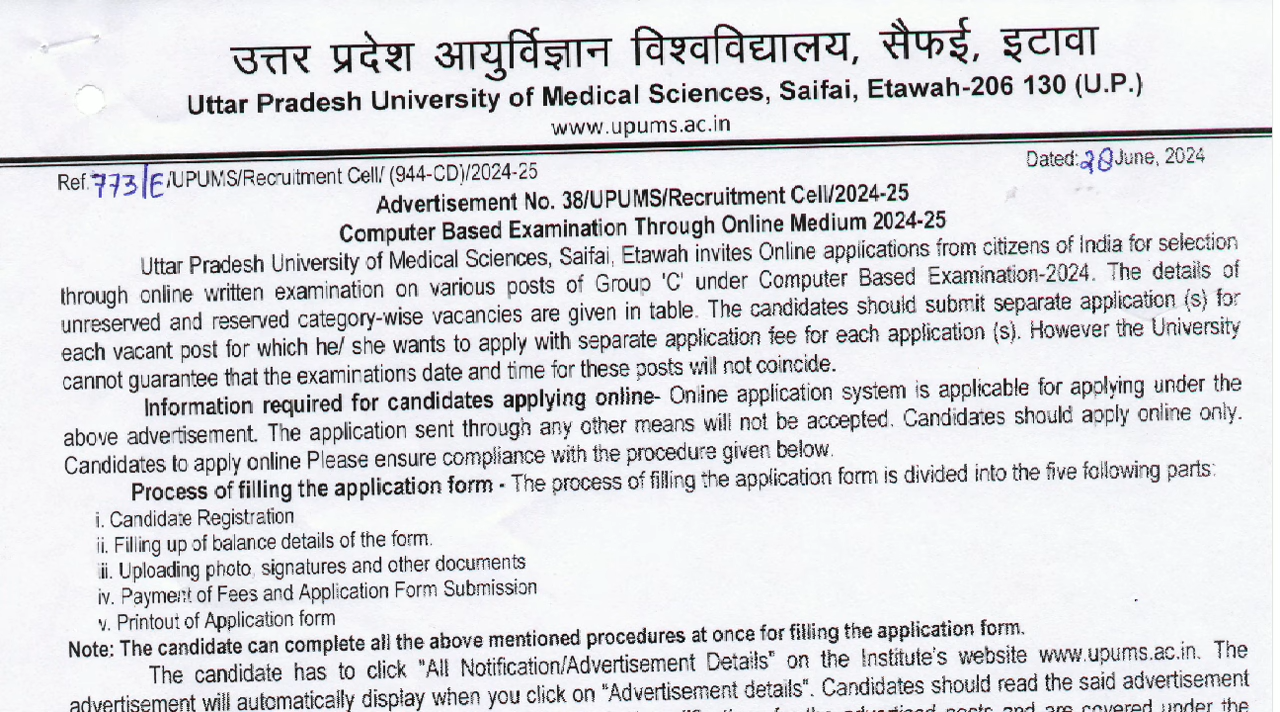 उत्तर प्रदेश आयुर्विज्ञान विश्वविद्यालय, सैफई, इटावा
Uttar Pradesh University of Medical Sciences, Saifai, Etawah-206 130 (U.P.)
www.upums.ac.in
Ref.773/E/UPUMS/Recruitment Cell/ (944-CD)/2024-25 Dated:28June, 2024
Advertisement No. 38/UPUMS/Recruitment Cell/2024-25
Computer Based Examination Through Online Medium 2024-25
Uttar Pradesh University of Medical Sciences, Saifai, Etawah invites Online applications from citizens of India for selection
through online written examination on various posts of Group 'C' under Computer Based Examination-2024. The details of
unreserved and reserved category-wise vacancies are given in table. The candidates should submit separate application (s) for
each vacant post for which he/ she wants to apply with separate application fee for each application (s). However the University
cannot guarantee that the examinations date and time for these posts will not coincide.
Information required for candidates applying online- Online application system is applicable for applying under the
above advertisement. The application sent through any other means will not be accepted. Candidates should apply online only.
Candidates to apply online Please ensure compliance with the procedure given below.
Process of filling the application form - The process of filling the application form is divided into the five following parts:
i. Candidate Registration
ii. Filling up of balance details of the form.
iii. Uploading photo, signatures and other documents
iv. Payment of Fees and Application Form Submission
v. Printout of Application form
Note: The candidate can complete all the above mentioned procedures at once for filling the application form.
The candidate has to click "All Notification/Advertisement Details" on the Institute's website www.upums.ac.in. The
advertisement will automatically display when you click on "Advertisement details". Candidates should read the said advertisement
the advertised posts and are covered under the